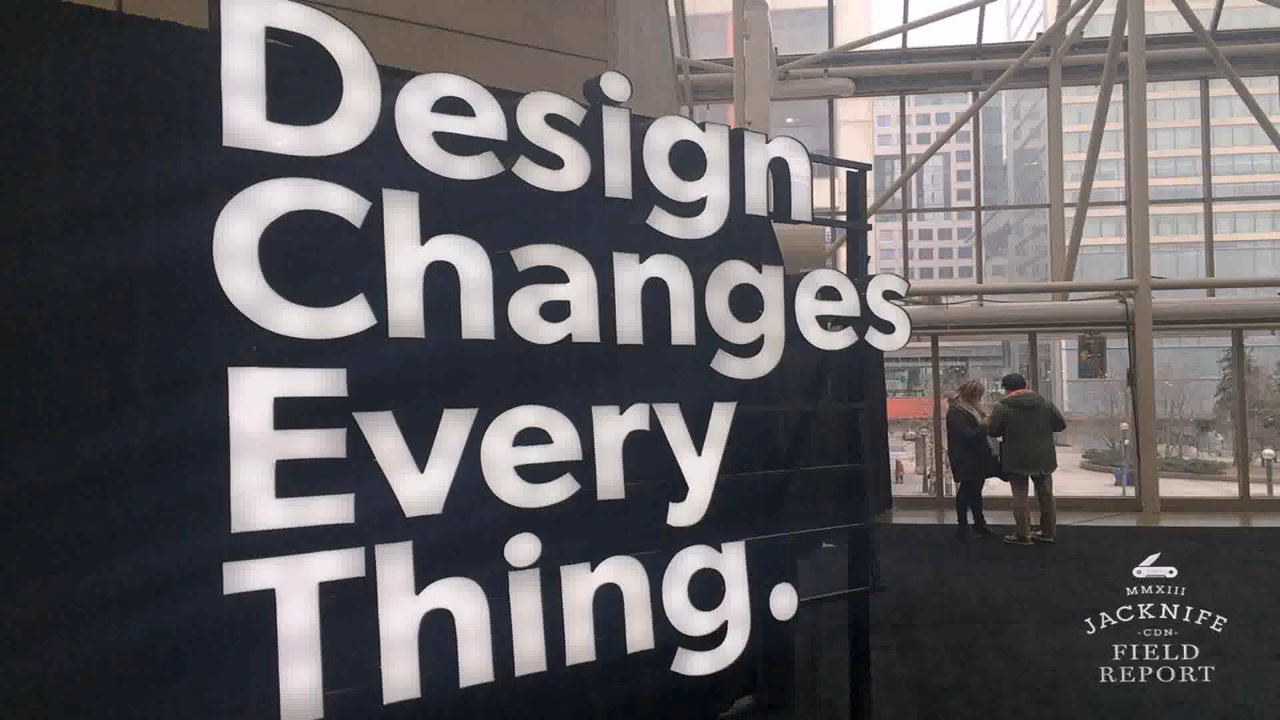 Design
Changes
Every
Thing.
MMXIII
JACKNIFE
-CDN-
FIELD
REPORT